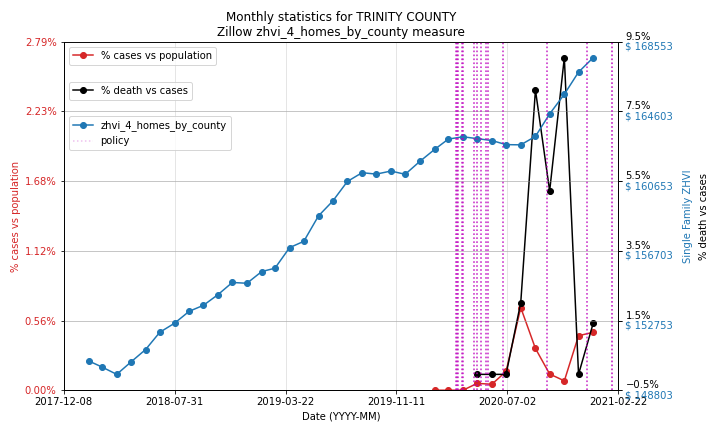 Monthly statistics for TRINITY COUNTY
Zillow zhvi_4_homes_by_county measure
2.79%
2.23%
1.68%
1.12%
0.56%
0.00%
% cases vs population
% cases vs population
% death vs cases
zhvi_4_homes_by_county
policy
9.5%
$ 168553
7.5%
$ 164603
5.5%
$ 160653
3.5%
$ 156703
1.5%
$ 152753
−0.5%
$ 148803
Single Family ZHVI
% death vs cases
2017-12-08
2018-07-31
2019-03-22
2019-11-11
2020-07-02
2021-02-22
Date (YYYY-MM)